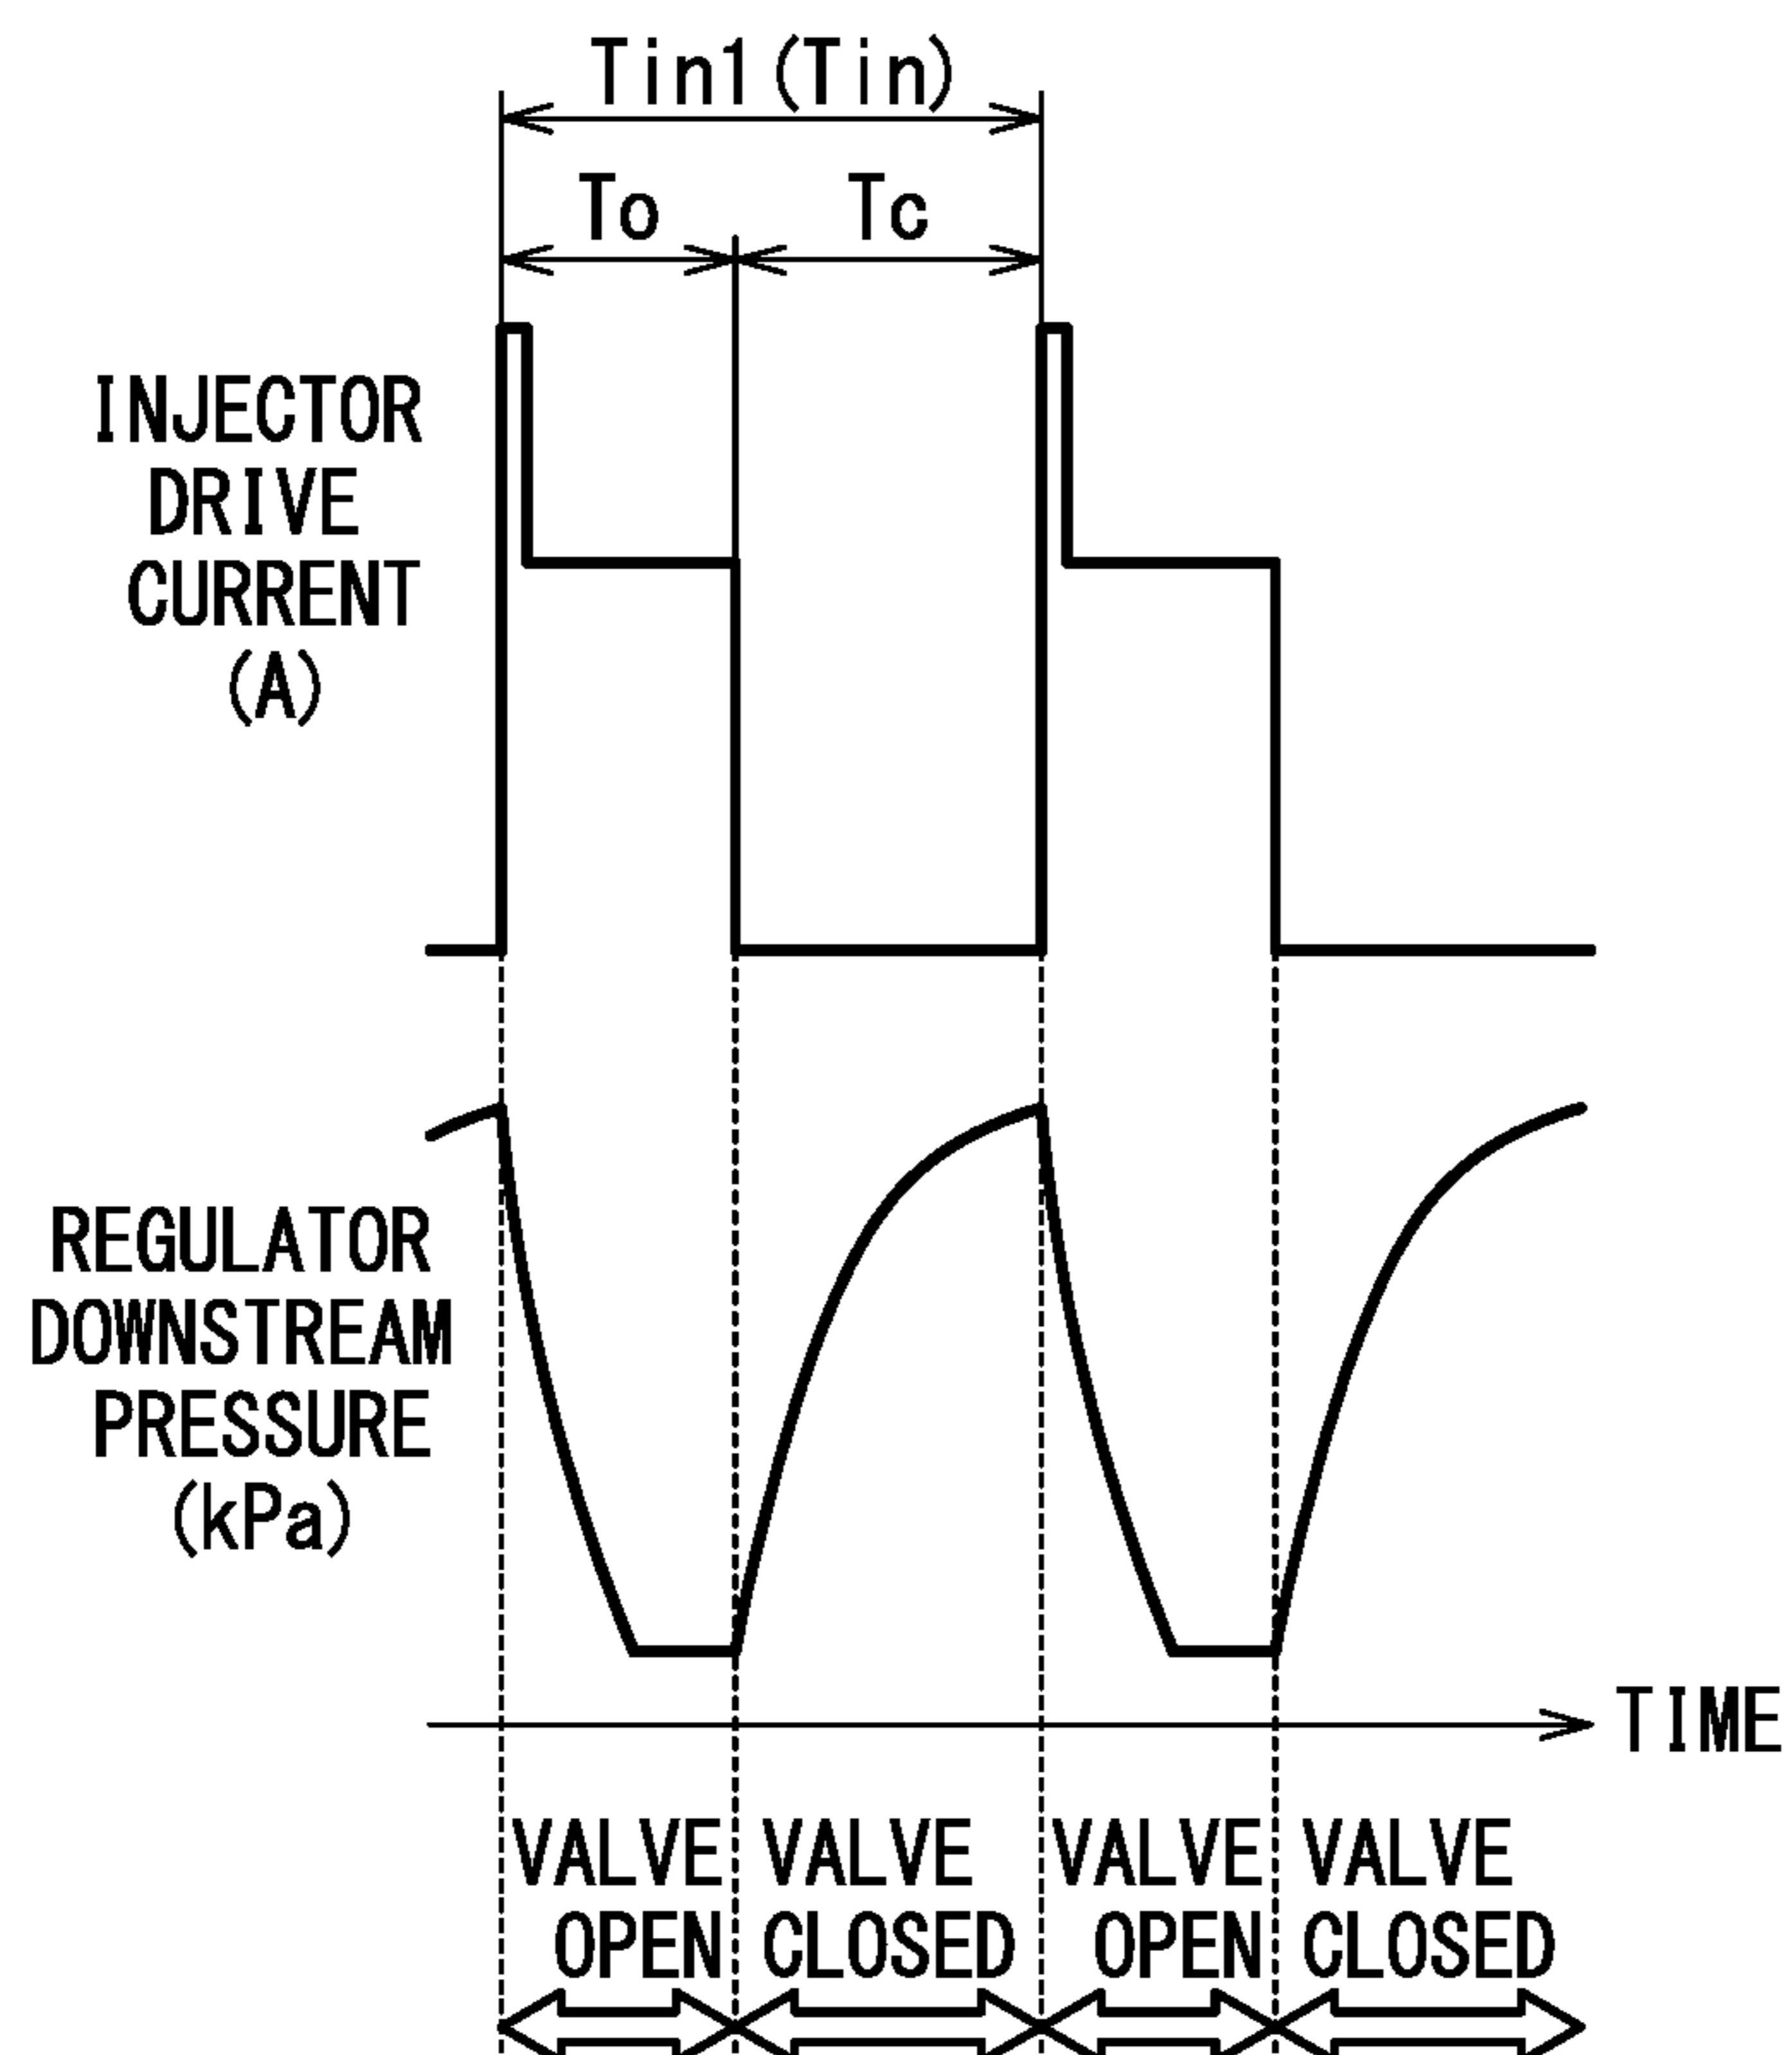 Tin1(Tin)
To
Tc
INJECTOR
DRIVE
CURRENT
(A)
REGULATOR
DOWNSTREAM
PRESSURE
(kPa)
TIME
VALVE VALVE VALVE VALVE
OPEN CLOSED OPEN CLOSED